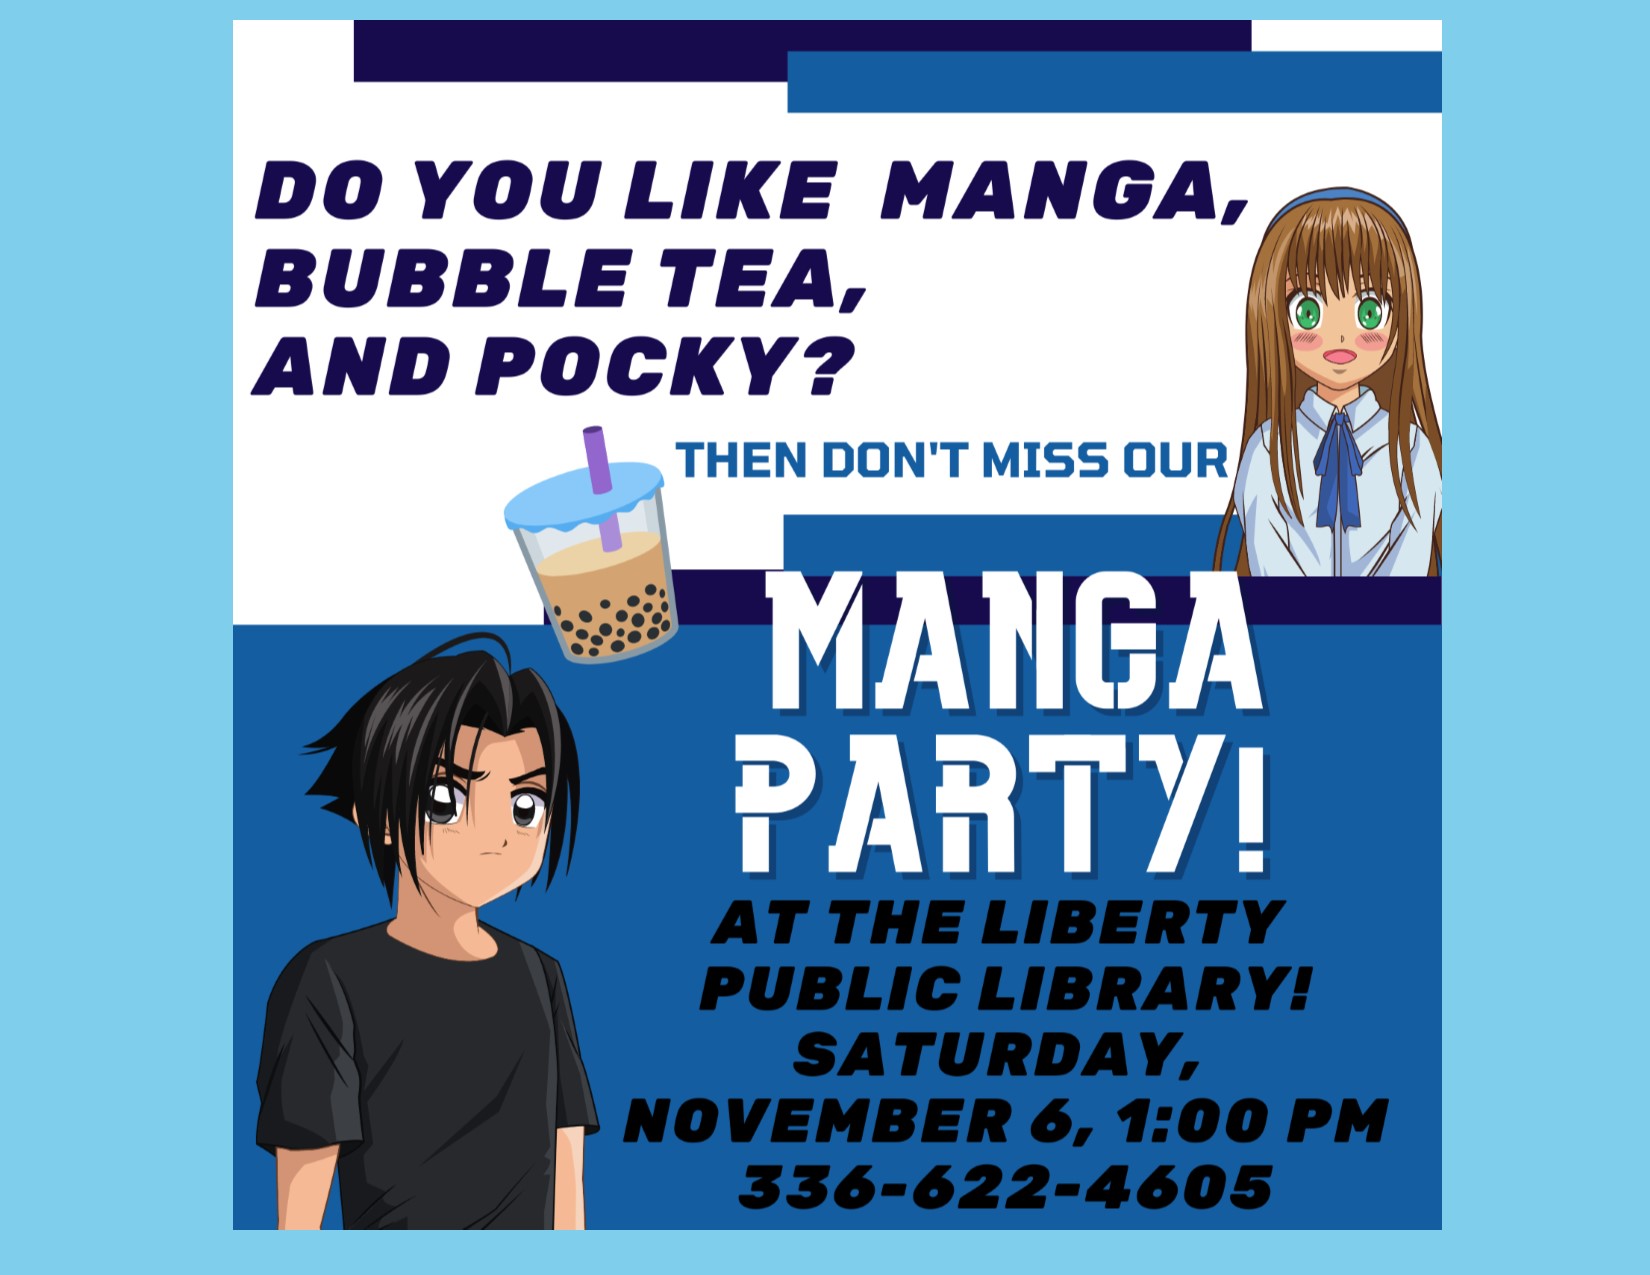 DO YOU LIKE MANGA,
BUBBLE TEA,
AND POCKY?
THEN DON'T MISS OUR
MANGA
PARTY!
AT THE LIBERTY
PUBLIC LIBRARY!
SATURDAY,
NOVEMBER 6, 1:00 PM
336-622-4605